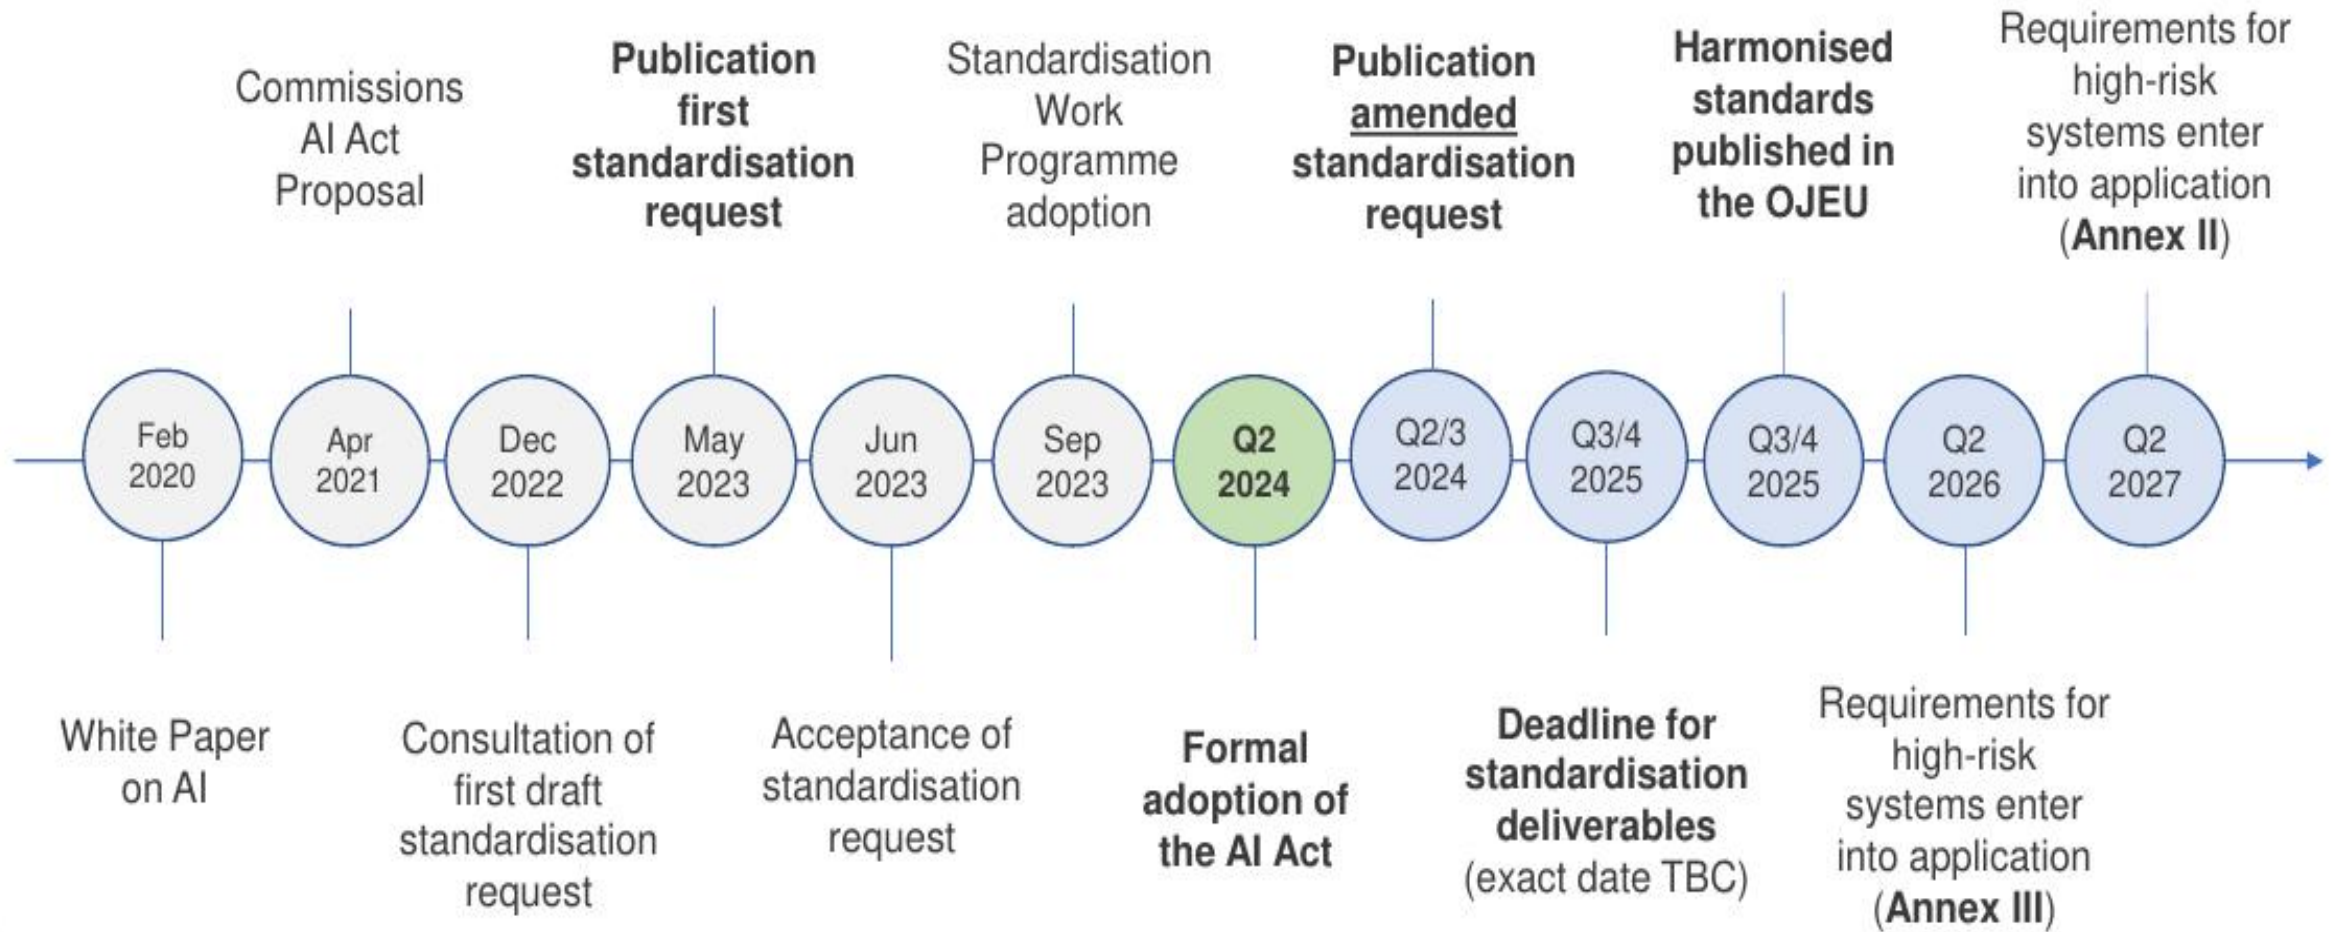 Commissions
AI Act
Proposal
Publication
first
standardisation
request
Standardisation
Work
Programme
adoption
Publication
amended
standardisation
request
Harmonised
standards
published in
the OJEU
Requirements for
high-risk
systems enter
into application
(Annex II)
Feb
2020
Apr
2021
Dec
2022
May
2023
Jun
2023
Sep
2023
Q2
2024
Q2/3
2024
Q3/4
2025
Q3/4
2025
Q2
2026
Q2
2027
White Paper
on AI
Consultation of
first draft
standardisation
request
Acceptance of
standardisation
request
Formal
adoption of
the AI Act
Deadline for
standardisation
deliverables
(exact date TBC)
Requirements for
high-risk
systems enter
into application
(Annex III)